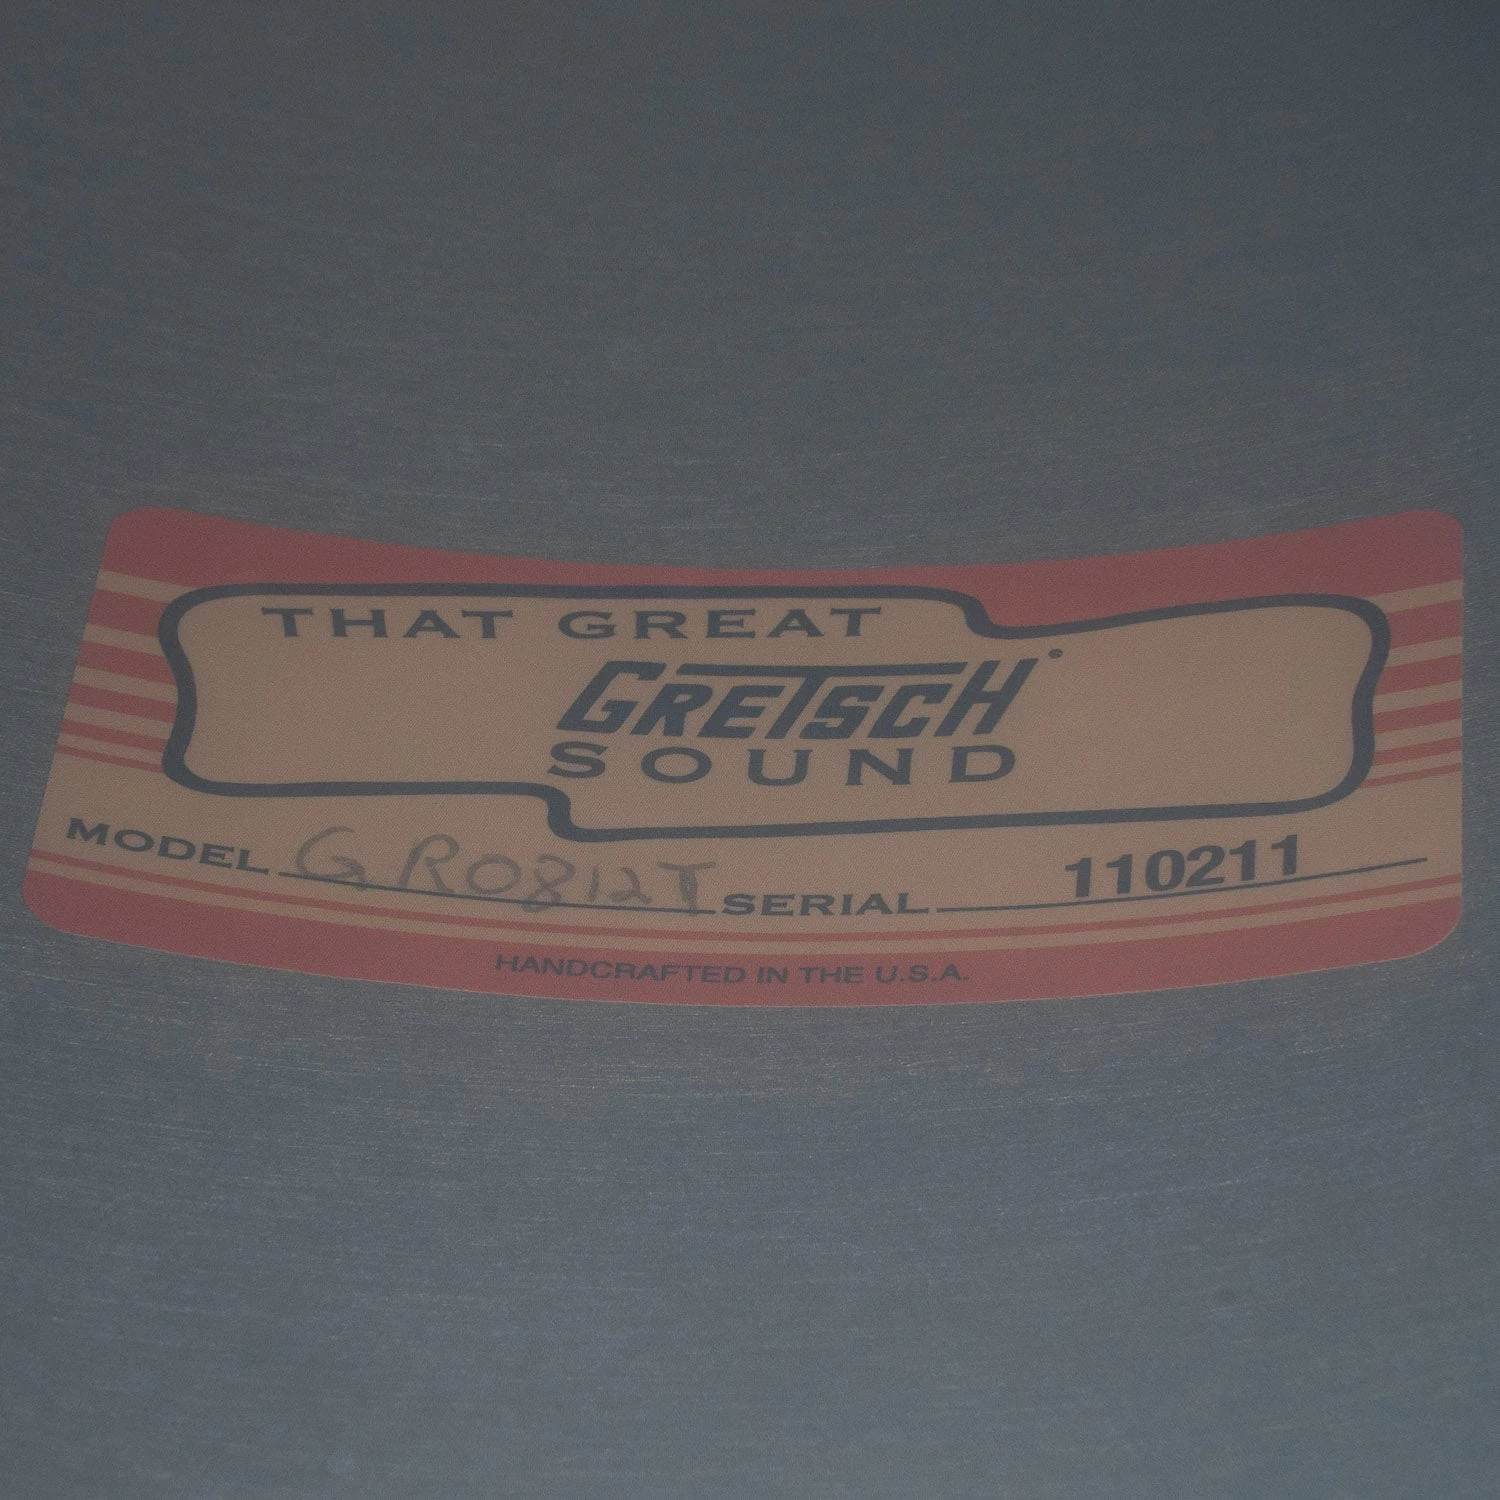 THAT GREAT
GRETSCH
SOUND
MODEL GR0812T SERIAL 110211
HANDCRAFTED IN THE U.S.A.